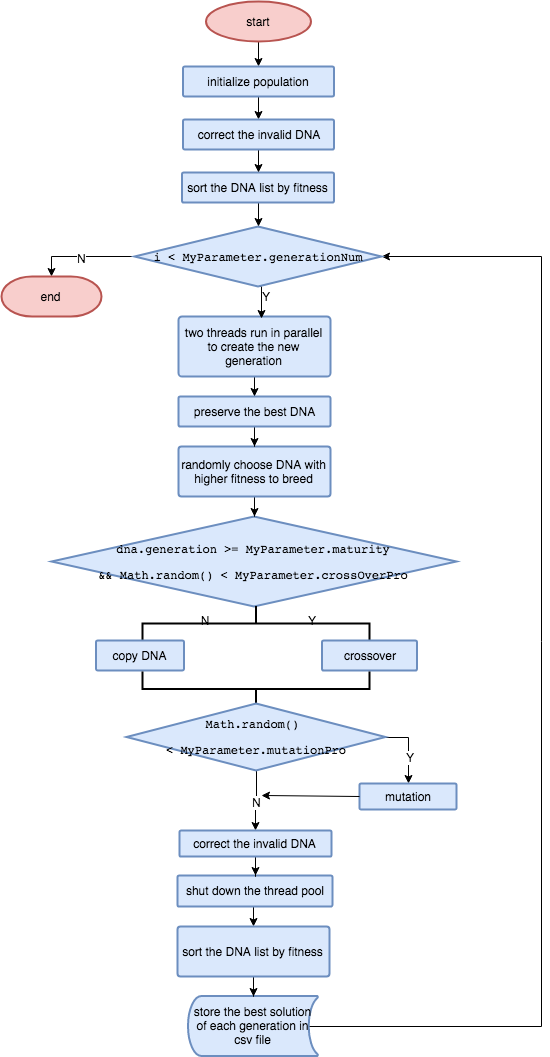 start
initialize population
correct the invalid DNA
sort the DNA list by fitness
i < MyParameter.generationNum
N
end
Y
two threads run in parallel
to create the new
generation
preserve the best DNA
randomly choose DNA with
higher fitness to breed
dna.generation >= MyParameter.maturity
&& Math.random() < MyParameter.crossOverPro
N
Y
copy DNA
crossover
Math.random()
< MyParameter.mutationPro
Y
mutation
N
correct the invalid DNA
shut down the thread pool
sort the DNA list by fitness
store the best solution
of each generation in
csv file